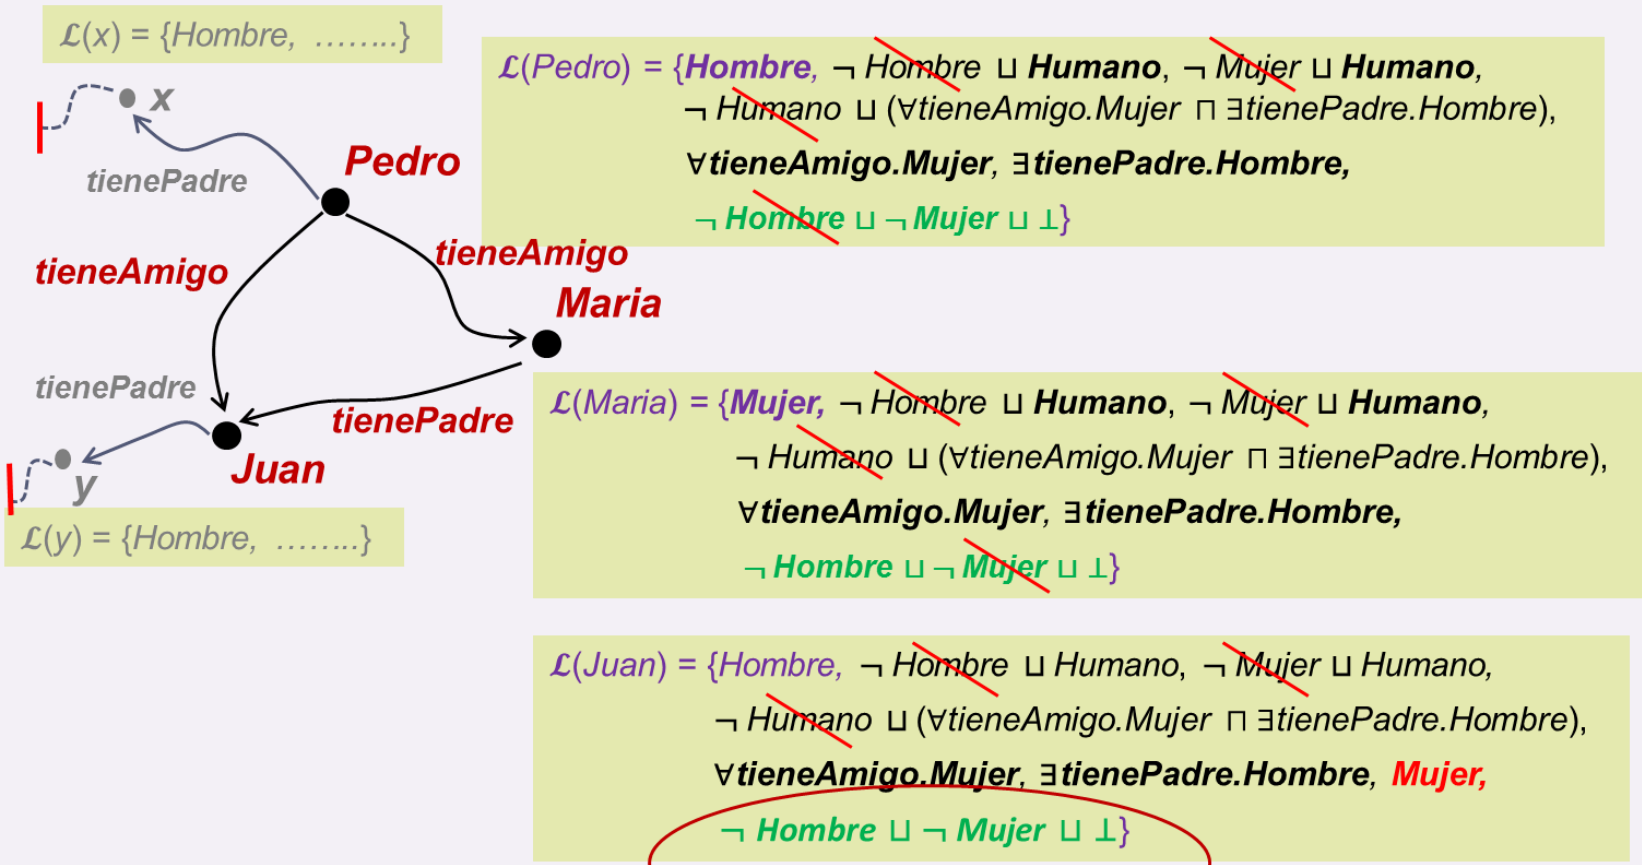 ℒ(x) = {Hombre, ……...}
x
tienePadre
Pedro
tieneAmigo
tieneAmigo
Maria
tienePadre
tienePadre
Juan
y
ℒ(y) = {Hombre, ……...}
ℒ(Pedro) = {Hombre, ¬ Hombre ⊔ Humano, ¬ Mujer ⊔ Humano,
¬ Humano ⊔ (∀tieneAmigo.Mujer ⊓ ∃tienePadre.Hombre),
∀tieneAmigo.Mujer, ∃tienePadre.Hombre,
¬ Hombre ⊔ ¬ Mujer ⊔ ⊥}
ℒ(Maria) = {Mujer, ¬ Hombre ⊔ Humano, ¬ Mujer ⊔ Humano,
¬ Humano ⊔ (∀tieneAmigo.Mujer ⊓ ∃tienePadre.Hombre),
∀tieneAmigo.Mujer, ∃tienePadre.Hombre,
¬ Hombre ⊔ ¬ Mujer ⊔ ⊥}
ℒ(Juan) = {Hombre, ¬ Hombre ⊔ Humano, ¬ Mujer ⊔ Humano,
¬ Humano ⊔ (∀tieneAmigo.Mujer ⊓ ∃tienePadre.Hombre),
∀tieneAmigo.Mujer, ∃tienePadre.Hombre, Mujer,
¬ Hombre ⊔ ¬ Mujer ⊔ ⊥}